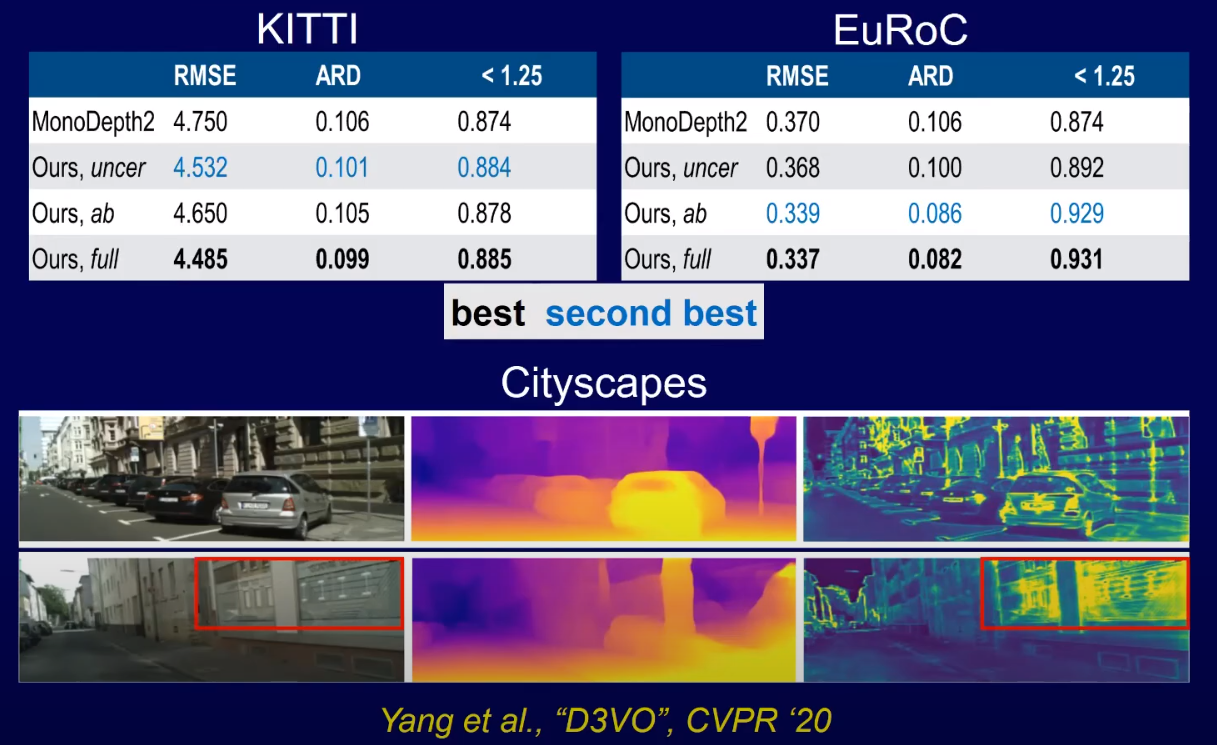 KITTI
RMSE ARD < 1.25
MonoDepth2 4.750 0.106 0.874
Ours, uncer 4.532 0.101 0.884
Ours, ab 4.650 0.105 0.878
Ours, full 4.485 0.099 0.885
EuRoC
RMSE ARD < 1.25
MonoDepth2 0.370 0.106 0.874
Ours, uncer 0.368 0.100 0.892
Ours, ab 0.339 0.086 0.929
Ours, full 0.337 0.082 0.931
best second best
Cityscapes
Yang et al., “D3VO”, CVPR ‘20